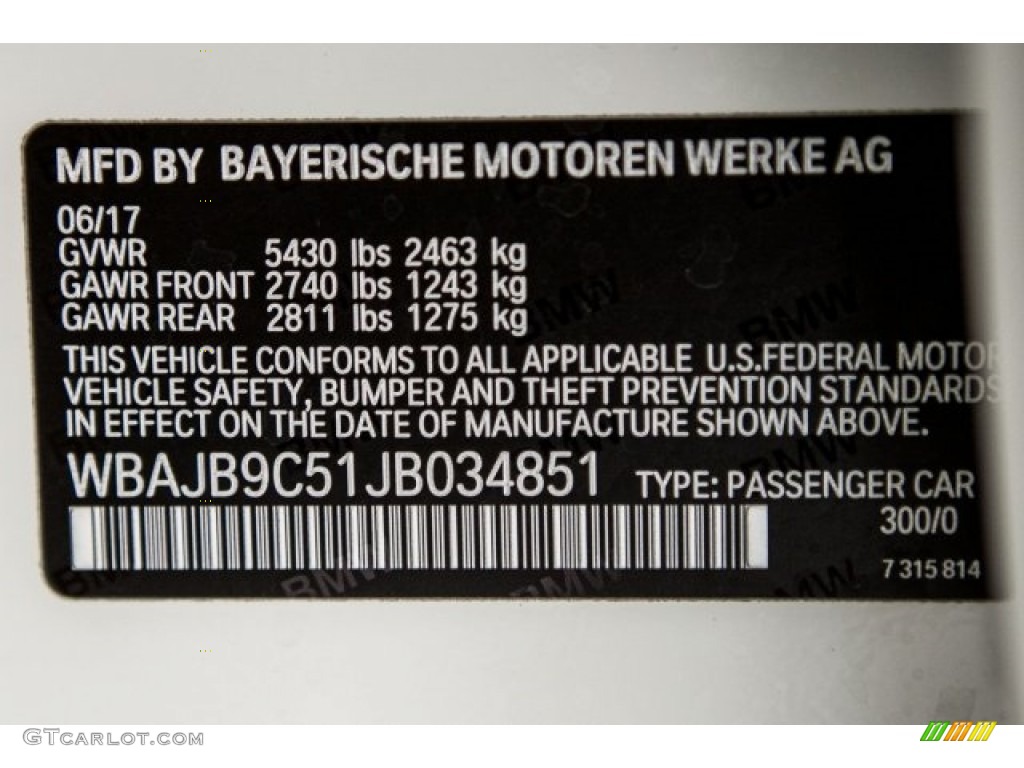 MFD BY BAYERISCHE MOTOREN WERKE AG
06/17
GVWR 5430 lbs 2463 kg
GAWR FRONT 2740 lbs 1243 kg
GAWR REAR 2811 lbs 1275 kg
THIS VEHICLE CONFORMS TO ALL APPLICABLE U.S.FEDERAL MOTOR
VEHICLE SAFETY, BUMPER AND THEFT PREVENTION STANDARDS
IN EFFECT ON THE DATE OF MANUFACTURE SHOWN ABOVE.
WBAJB9C51JB034851 TYPE: PASSENGER CAR
300/0
7 315 814
GTCARLOT.COM